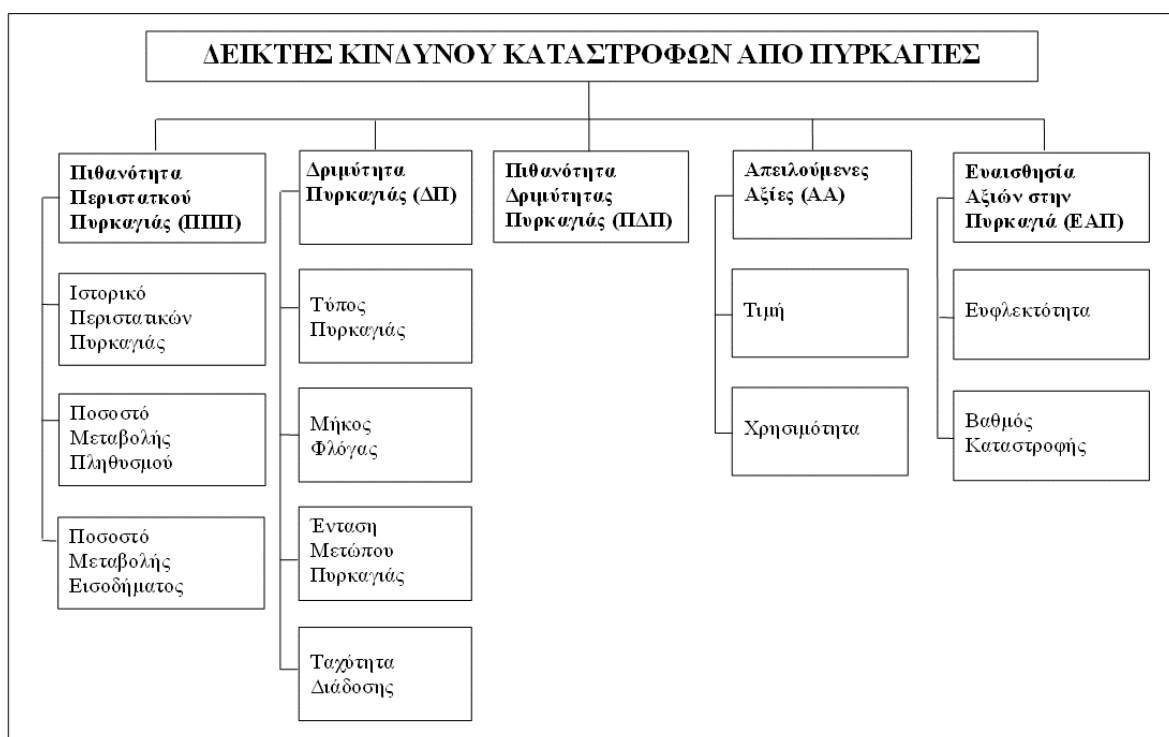 ΔΕΙΚΤΗΣ ΚΙΝΔΥΝΟΥ ΚΑΤΑΣΤΡΟΦΩΝ ΑΠΟ ΠΥΡΚΑΓΙΕΣ
Πιθανότητα
Περιστατκού
Πυρκαγιάς (ΠΠΠ)
Ιστορικό
Περιστατικών
Πυρκαγιάς
Ποσοστό
Μεταβολής
Πληθυσμού
Ποσοστό
Μεταβολής
Εισοδήματος
Δριμύτητα
Πυρκαγιάς (ΔΠ)
Τύπος
Πυρκαγιάς
Μήκος
Φλόγας
Ένταση
Μετώπου
Πυρκαγιάς
Ταχύτητα
Διάδοσης
Πιθανότητα
Δριμύτητας
Πυρκαγιάς (ΠΔΠ)
Απειλούμενες
Αξίες (ΑΑ)
Τιμή
Χρησιμότητα
Ευαισθησία
Αξιών στην
Πυρκαγιά (ΕΑΠ)
Ευφλεκτότητα
Βαθμός
Καταστροφής